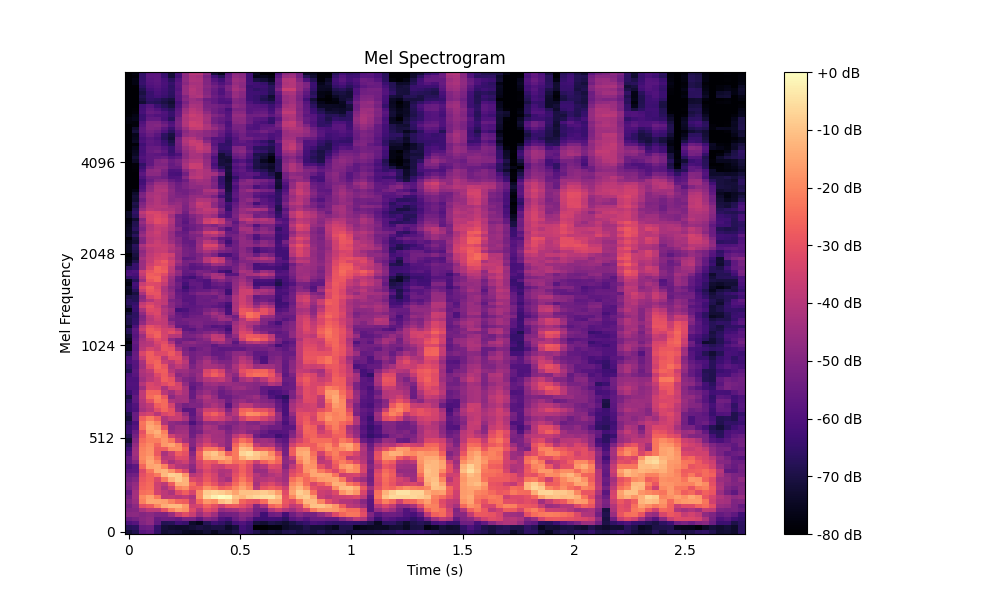 Mel Spectrogram
Mel Frequency
4096
2048
1024
512
0
0
0.5
1
1.5
2
2.5
Time (s)
+0 dB
-10 dB
-20 dB
-30 dB
-40 dB
-50 dB
-60 dB
-70 dB
-80 dB